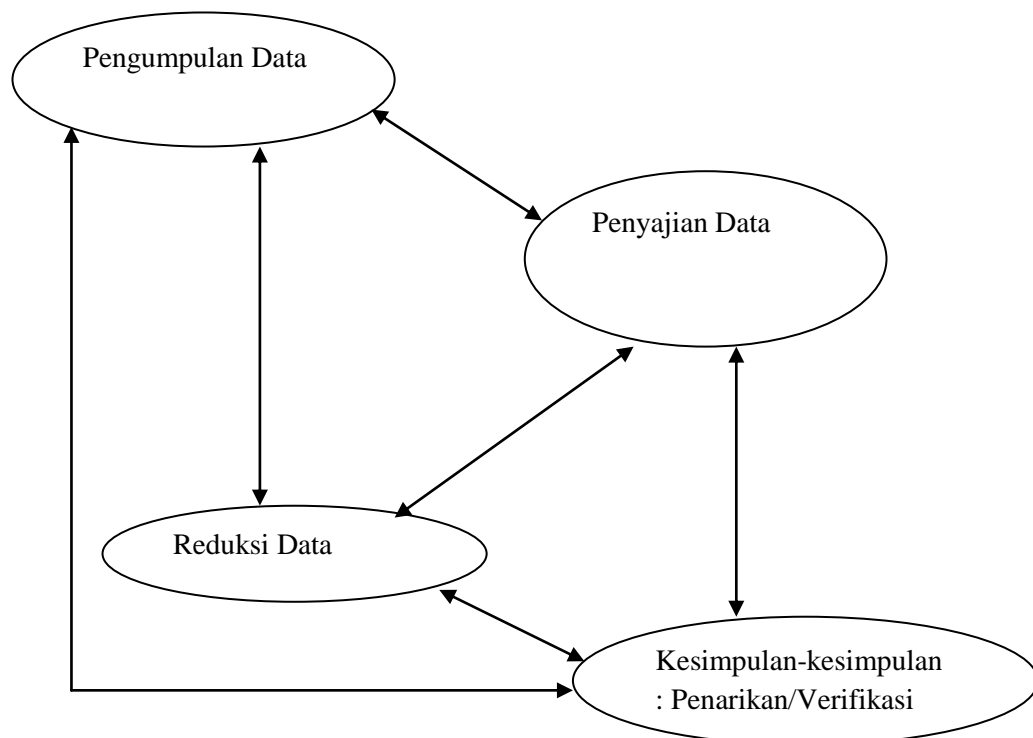 Pengumpulan Data
Penyajian Data
Reduksi Data
Kesimpulan-kesimpulan
: Penarikan/Verifikasi